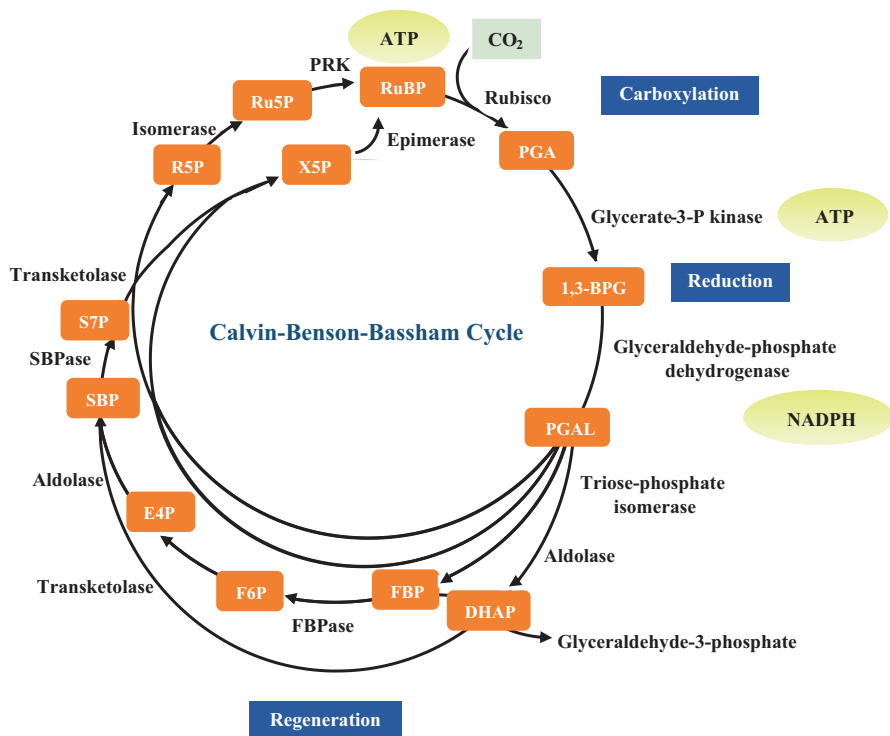 ATP
CO₂
PRK
RuBP
Ru5P
Rubisco
Carboxylation
Isomerase
Epimerase
PGA
R5P
X5P
Glycerate-3-P kinase
ATP
Transketolase
1,3-BPG
Reduction
S7P
Calvin-Benson-Bassham Cycle
Glyceraldehyde-phosphate
dehydrogenase
SBPase
SBP
PGAL
NADPH
Aldolase
Triose-phosphate
isomerase
E4P
Aldolase
Transketolase
F6P
FBP
DHAP
FBPase
Glyceraldehyde-3-phosphate
Regeneration